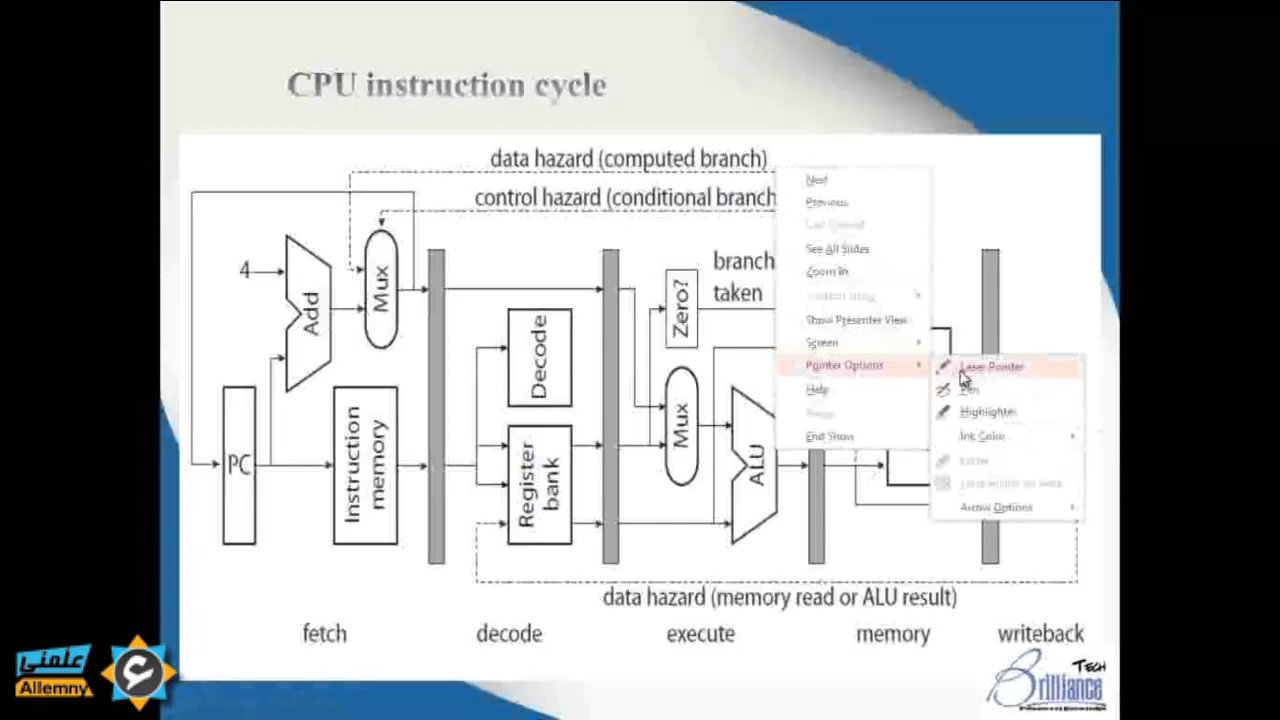 CPU instruction cycle
data hazard (computed branch)
control hazard (conditional branch
4
Add
Mux
branch
taken
Zero?
Decode
PC
Instruction
memory
Register
bank
Mux
ALU
data hazard (memory read or ALU result)
fetch
decode
execute
memory
writeback
Next
Previous
See All Slides
Zoom In
Show Presenter View
Screen
Pointer Options
Help
End Show
Laser Pointer
Pen
Highlighter
Ink Color
Arrow Options
علمني
Allemny
ع
Brilliance
TECH